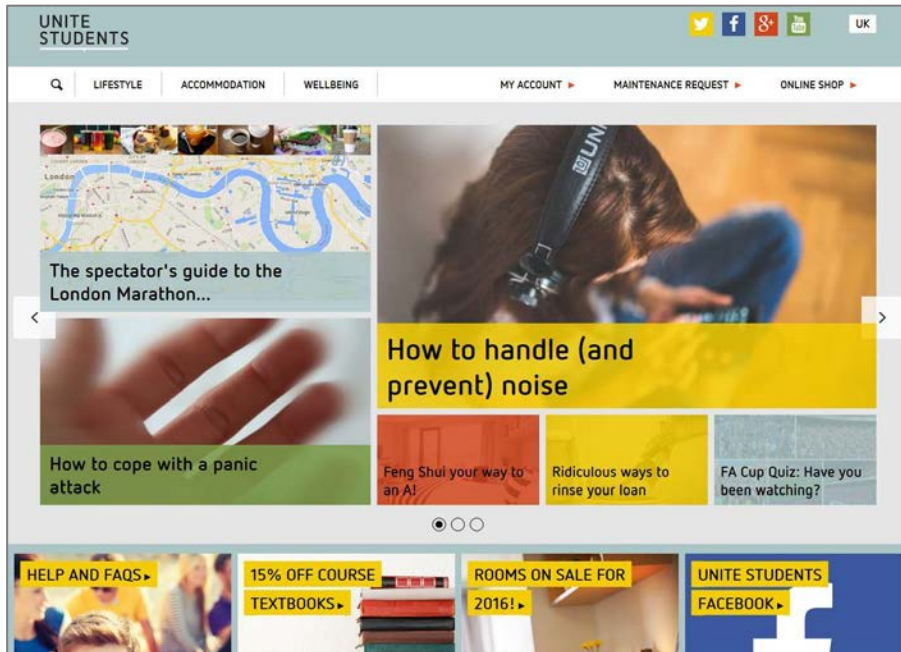 UNITE
STUDENTS
UK
LIFESTYLE
ACCOMMODATION
WELLBEING
MY ACCOUNT ►
MAINTENANCE REQUEST ►
ONLINE SHOP ►
London
The spectator's guide to the
London Marathon...
How to handle (and
prevent) noise
How to cope with a panic
attack
Feng Shui your way to
an A!
Ridiculous ways to
rinse your loan
FA Cup Quiz: Have you
been watching?
HELP AND FAQS ►
15% OFF COURSE
TEXTBOOKS ►
ROOMS ON SALE FOR
2016! ►
UNITE STUDENTS
FACEBOOK ►